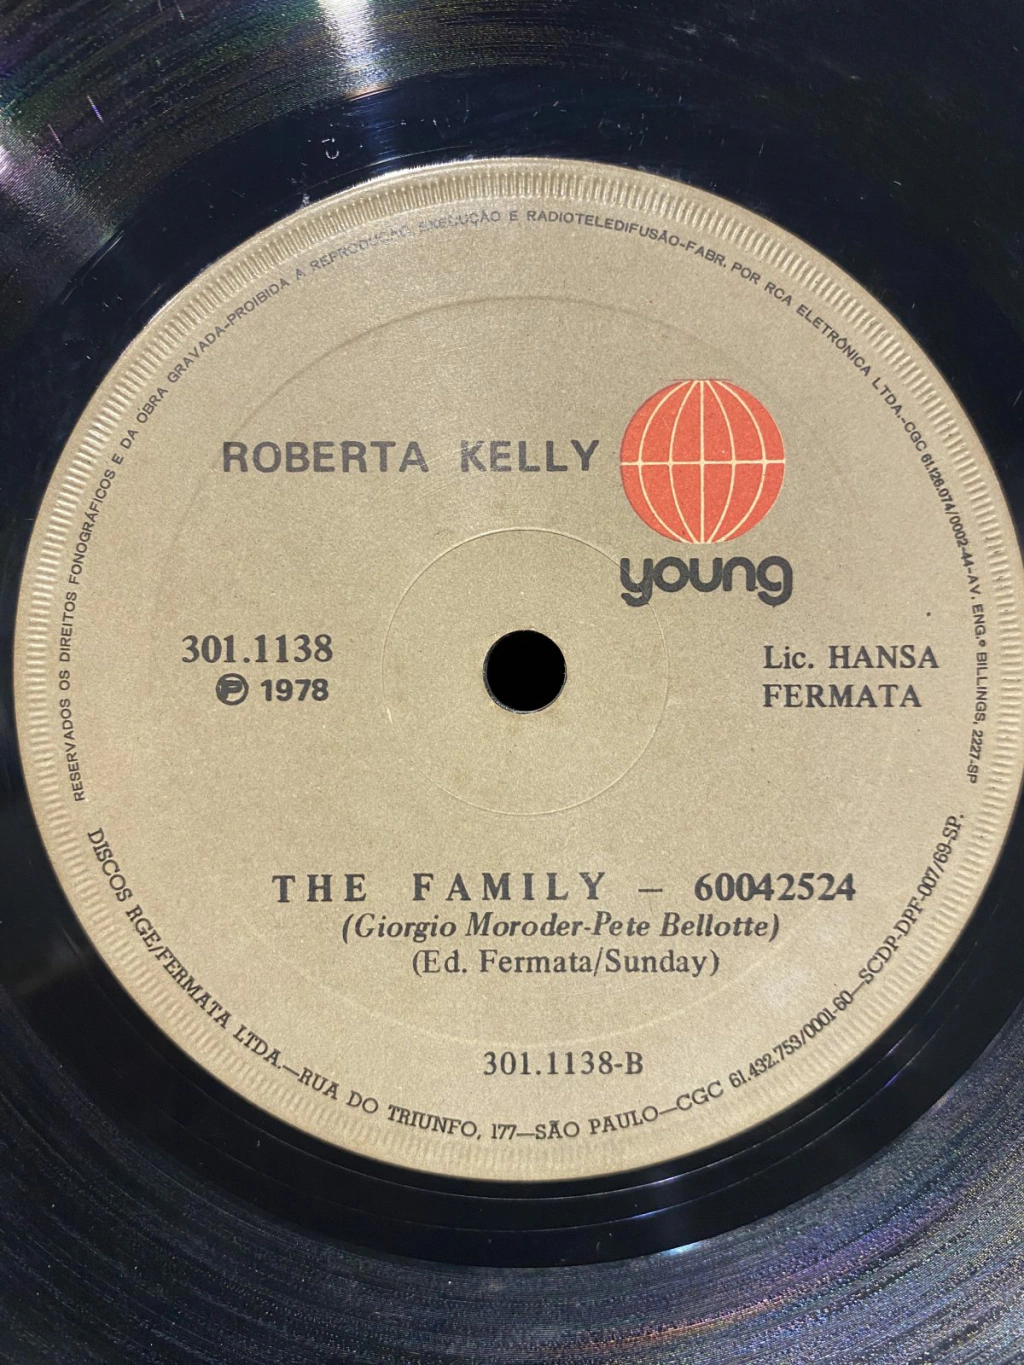 RESERVADOS OS DIREITOS FONOGRÁFICOS E DA OBRA GRAVADA-PROIBIDA A REPRODUÇÃO, EXECUÇÃO E RADIOTELEDIFUSÃO-FABR. POR RCA ELETRÔNICA LTDA.-CGC 61.126.074/0002-44-AV. ENG.º BILLINGS, 2227-SP
ROBERTA KELLY
young
301.1138
℗ 1978
Lic. HANSA
FERMATA
THE FAMILY – 60042524
(Giorgio Moroder-Pete Bellotte)
(Ed. Fermata/Sunday)
301.1138-B
DISCOS RGE/FERMATA LTDA.—RUA DO TRIUNFO, 177—SÃO PAULO—CGC 61.432.753/0001-60—SCDP-DPF-007/69-SP.